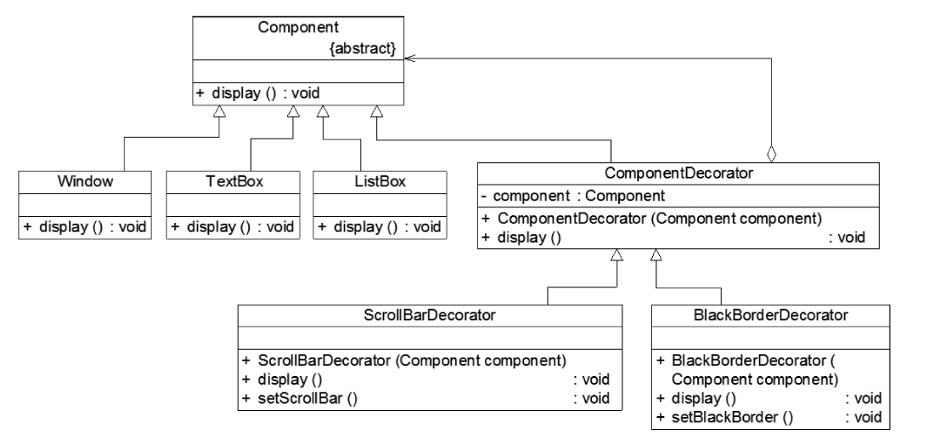 Component
{abstract}
+ display () : void
Window
+ display () : void
TextBox
+ display () : void
ListBox
+ display () : void
ComponentDecorator
- component : Component
+ ComponentDecorator (Component component)
+ display () : void
ScrollBarDecorator
+ ScrollBarDecorator (Component component)
+ display () : void
+ setScrollBar () : void
BlackBorderDecorator
+ BlackBorderDecorator (
Component component)
+ display () : void
+ setBlackBorder () : void